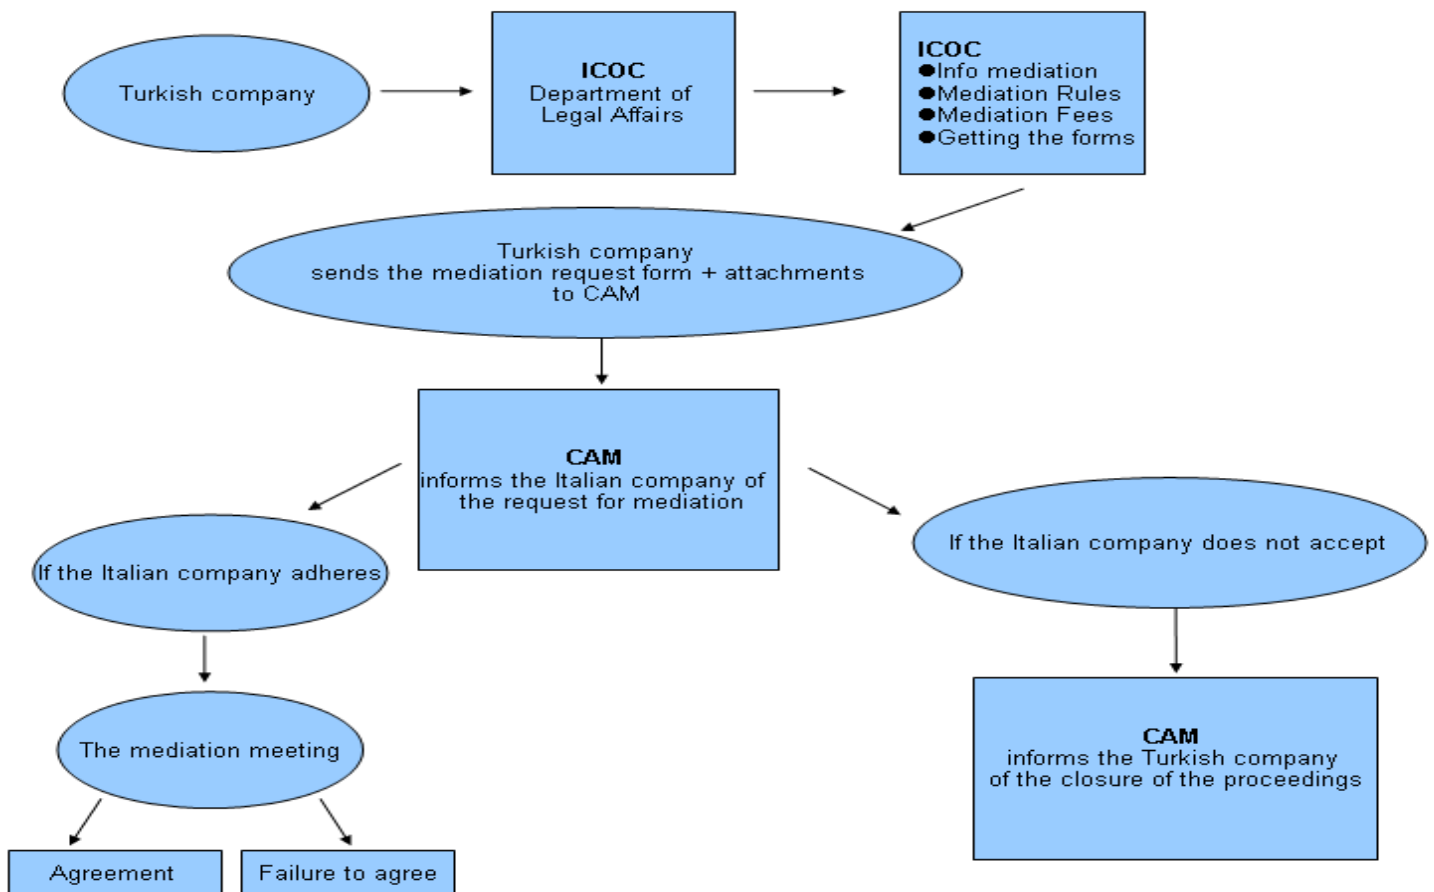 Turkish company
ICOC
Department of
Legal Affairs
ICOC
●Info mediation
●Mediation Rules
●Mediation Fees
●Getting the forms
Turkish company
sends the mediation request form + attachments
to CAM
CAM
informs the Italian company of
the request for mediation
If the Italian company adheres
If the Italian company does not accept
The mediation meeting
CAM
informs the Turkish company
of the closure of the proceedings
Agreement
Failure to agree